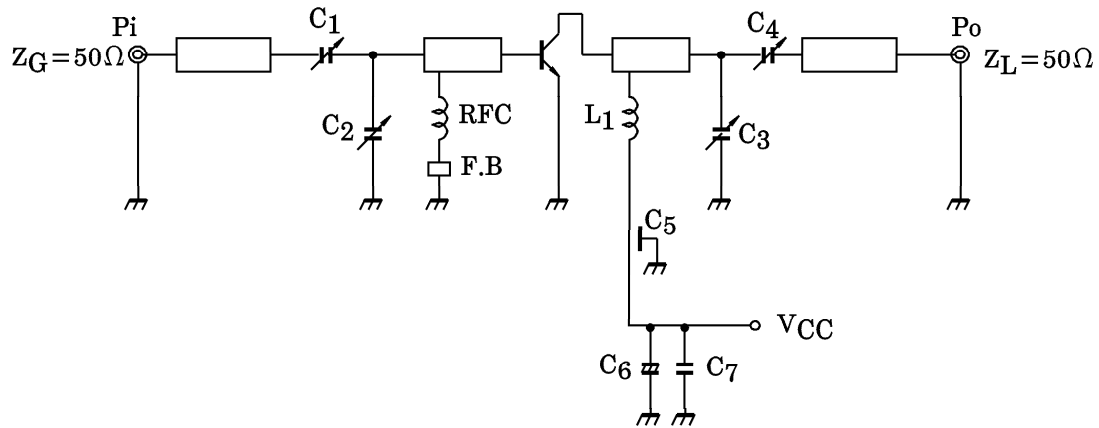 Pi
ZG=50Ω
C1
C2
RFC
F.B
L1
C4
C3
Po
ZL=50Ω
C5
VCC
C6
C7